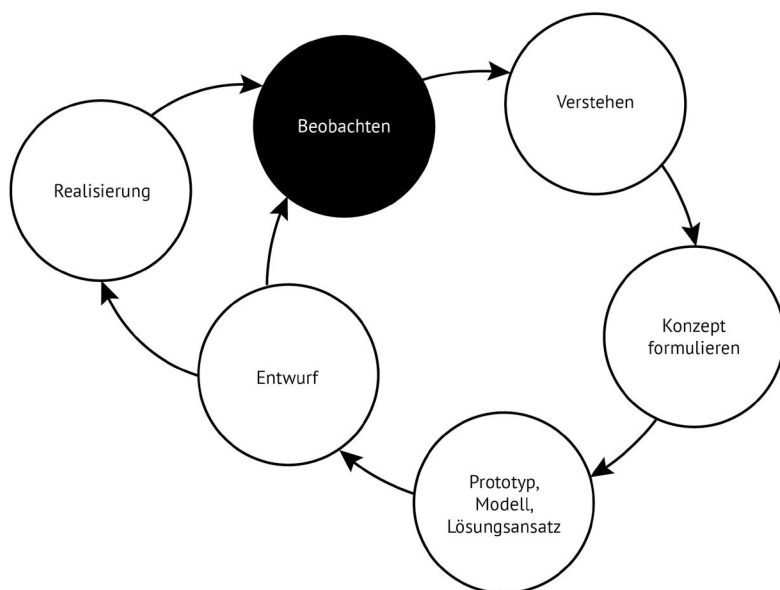 Beobachten
Verstehen
Konzept
formulieren
Prototyp,
Modell,
Lösungsansatz
Entwurf
Realisierung